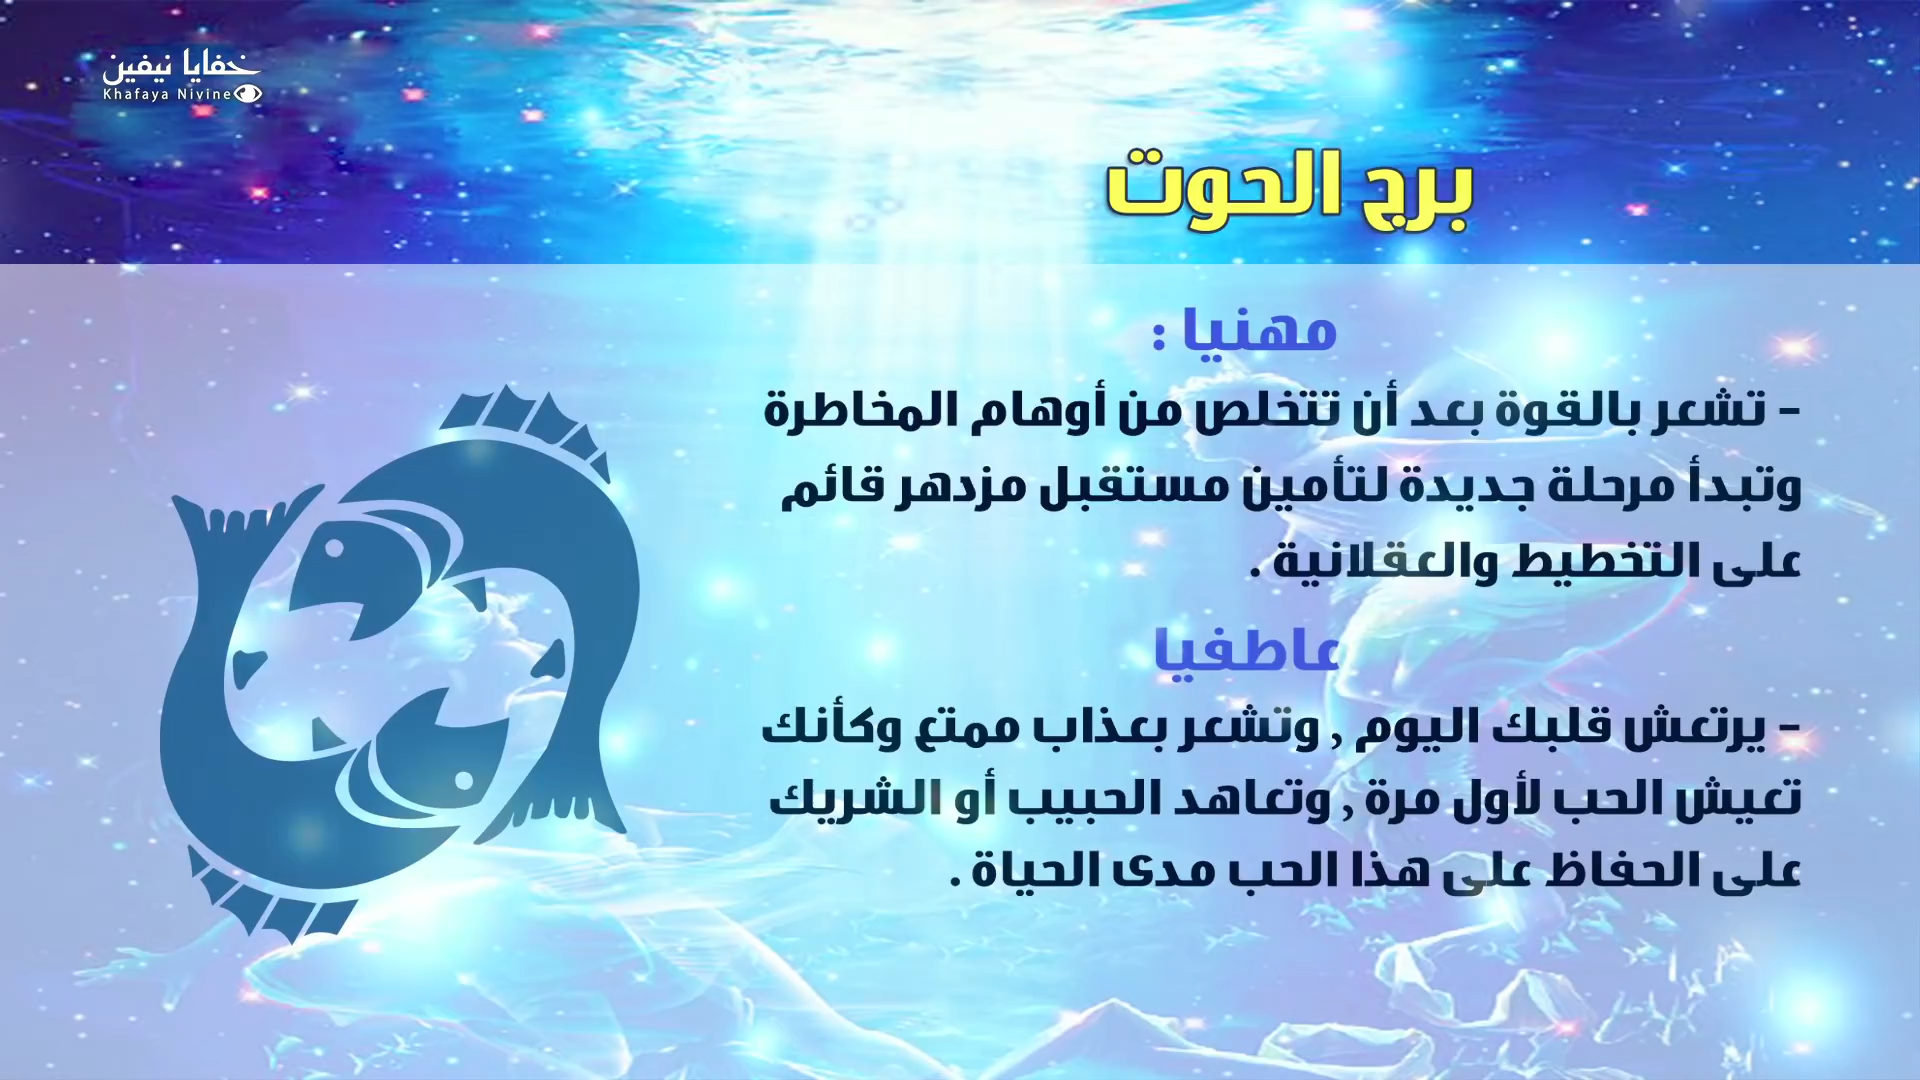 خفايا نيفين
Khafaya Nivine
برج الحوت
مهنيا :
- تشعر بالقوة بعد أن تتخلص من أوهام المخاطرة
وتبدأ مرحلة جديدة لتأمين مستقبل مزدهر قائم
على التخطيط والعقلانية .
عاطفيا
- يرتعش قلبك اليوم , وتشعر بعذاب ممتع وكأنك
تعيش الحب لأول مرة , وتعاهد الحبيب أو الشريك
على الحفاظ على هذا الحب مدى الحياة .